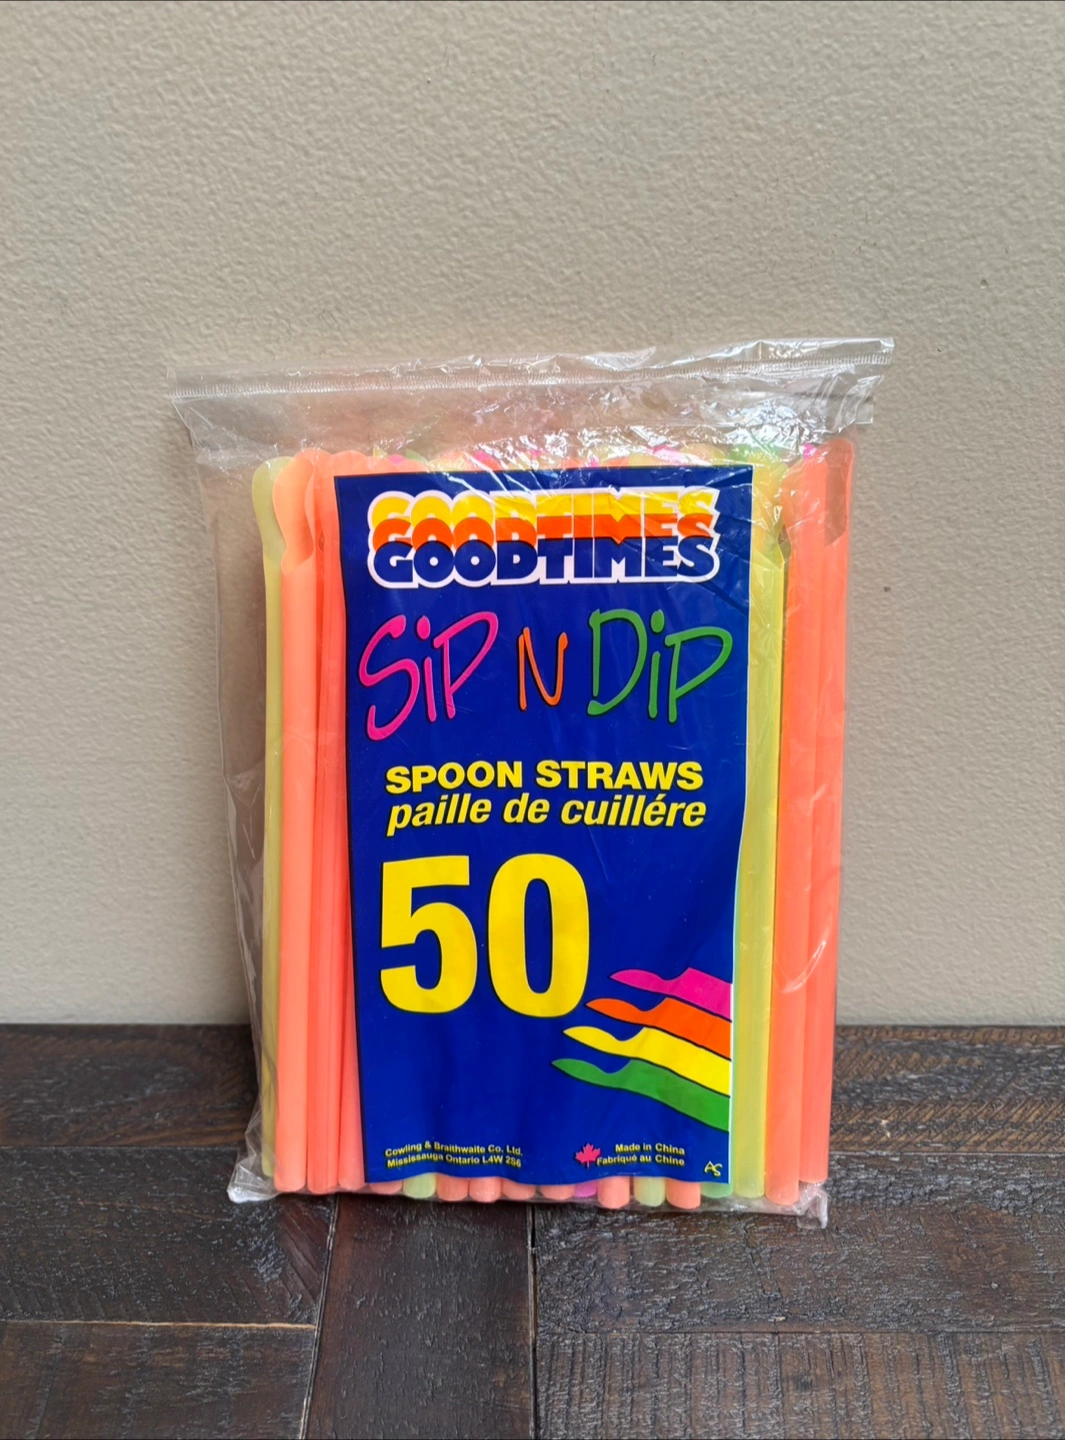 GOODTIMES
GOODTIMES
GOODTIMES
SiP N DiP
SPOON STRAWS
paille de cuillére
50
Cowling & Braithwaite Co. Ltd.
Mississauga Ontario L4W 2S6
Made in China
Fabriqué au Chine
AS